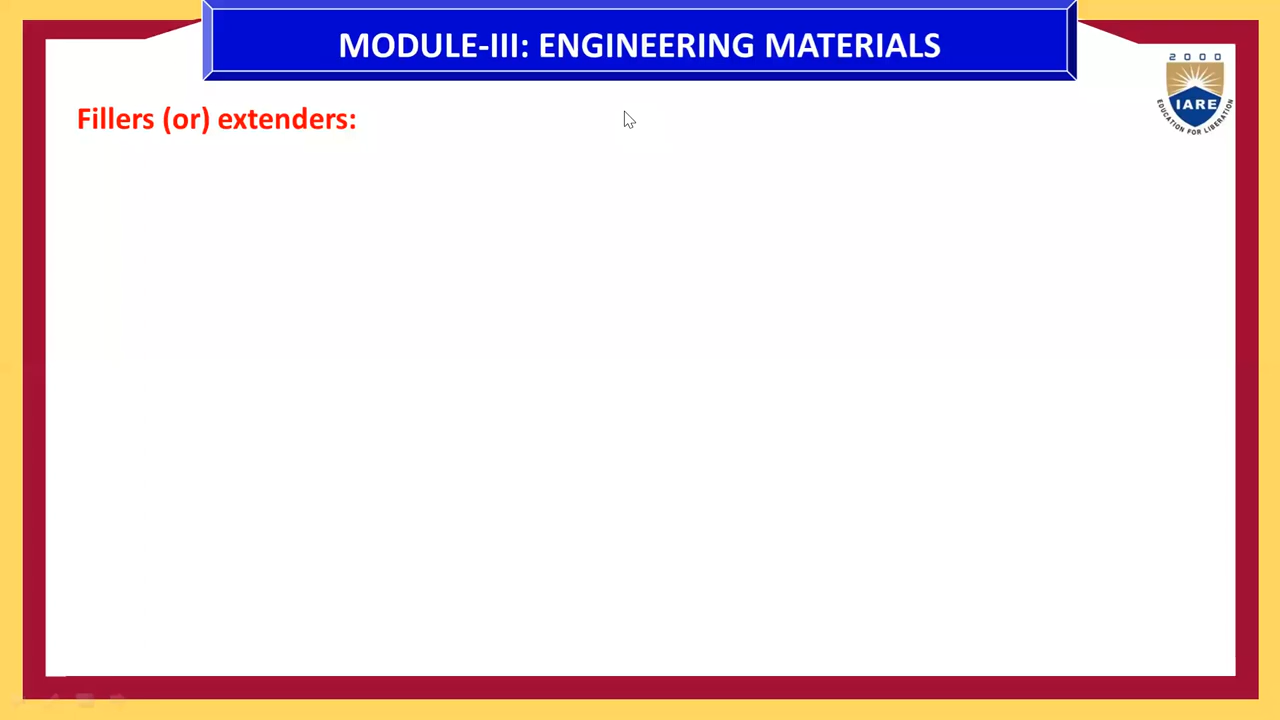 MODULE-III: ENGINEERING MATERIALS
2000
IARE
EDUCATION FOR LIBERATION
Fillers (or) extenders: